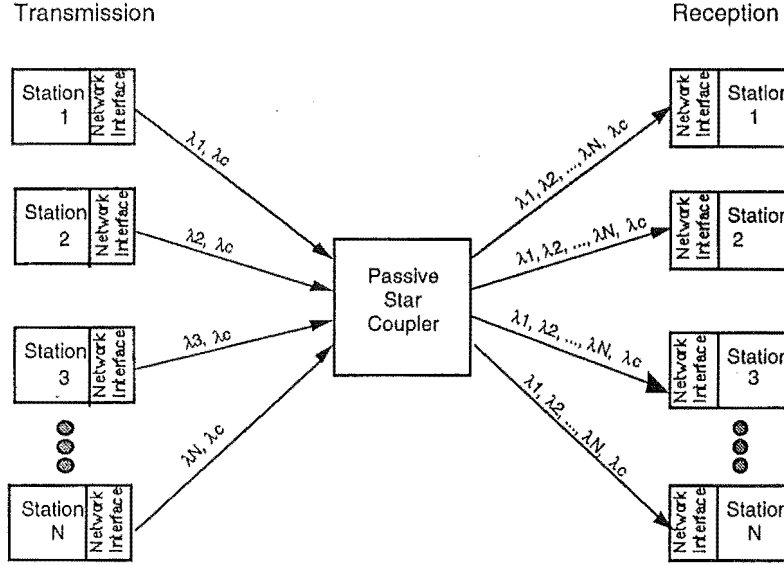 Transmission
Reception
Station
1
Network
Interface
λ1, λc
λ1, λ2, ..., λN, λc
Network
Interface
Station
1
Station
2
Network
Interface
λ2, λc
λ1, λ2, ..., λN, λc
Network
Interface
Station
2
Passive
Star
Coupler
Station
3
Network
Interface
λ3, λc
λ1, λ2, ..., λN, λc
Network
Interface
Station
3
Station
N
Network
Interface
λN, λc
λ1, λ2, ..., λN, λc
Network
Interface
Station
N